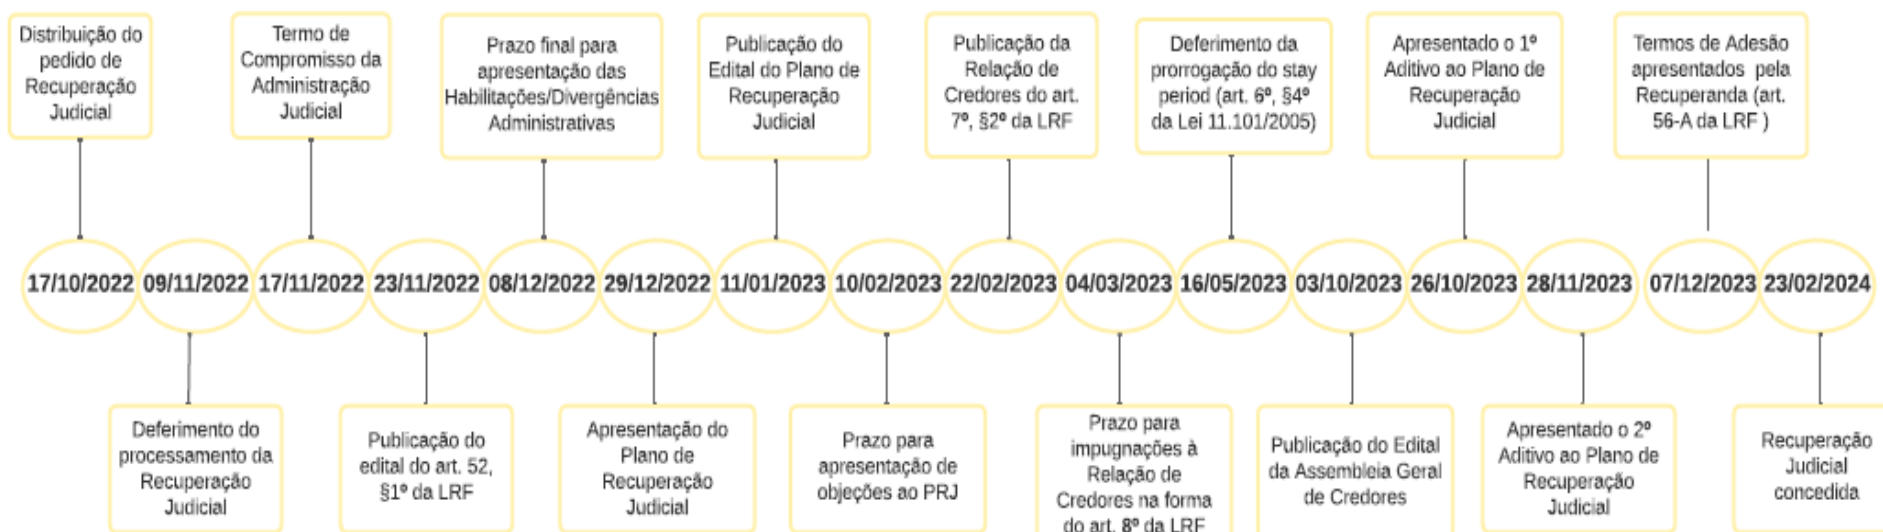 Distribuição do
pedido de
Recuperação
Judicial
Termo de
Compromisso da
Administração
Judicial
Prazo final para
apresentação das
Habilitações/Divergências
Administrativas
Publicação do
Edital do Plano de
Recuperação
Judicial
Publicação da
Relação de
Credores do art.
7º, §2º da LRF
Deferimento da
prorrogação do stay
period (art. 6º, §4º
da Lei 11.101/2005)
Apresentado o 1º
Aditivo ao Plano de
Recuperação
Judicial
Termos de Adesão
apresentados pela
Recuperanda (art.
56-A da LRF )
17/10/2022 09/11/2022 17/11/2022 23/11/2022 08/12/2022 29/12/2022 11/01/2023 10/02/2023 22/02/2023 04/03/2023 16/05/2023 03/10/2023 26/10/2023 28/11/2023 07/12/2023 23/02/2024
Deferimento do
processamento da
Recuperação
Judicial
Publicação do
edital do art. 52,
§1º da LRF
Apresentação do
Plano de
Recuperação
Judicial
Prazo para
apresentação de
objeções ao PRJ
Prazo para
impugnações à
Relação de
Credores na forma
do art. 8º da LRF
Publicação do Edital
da Assembleia Geral
de Credores
Apresentado o 2º
Aditivo ao Plano de
Recuperação
Judicial
Recuperação
Judicial
concedida